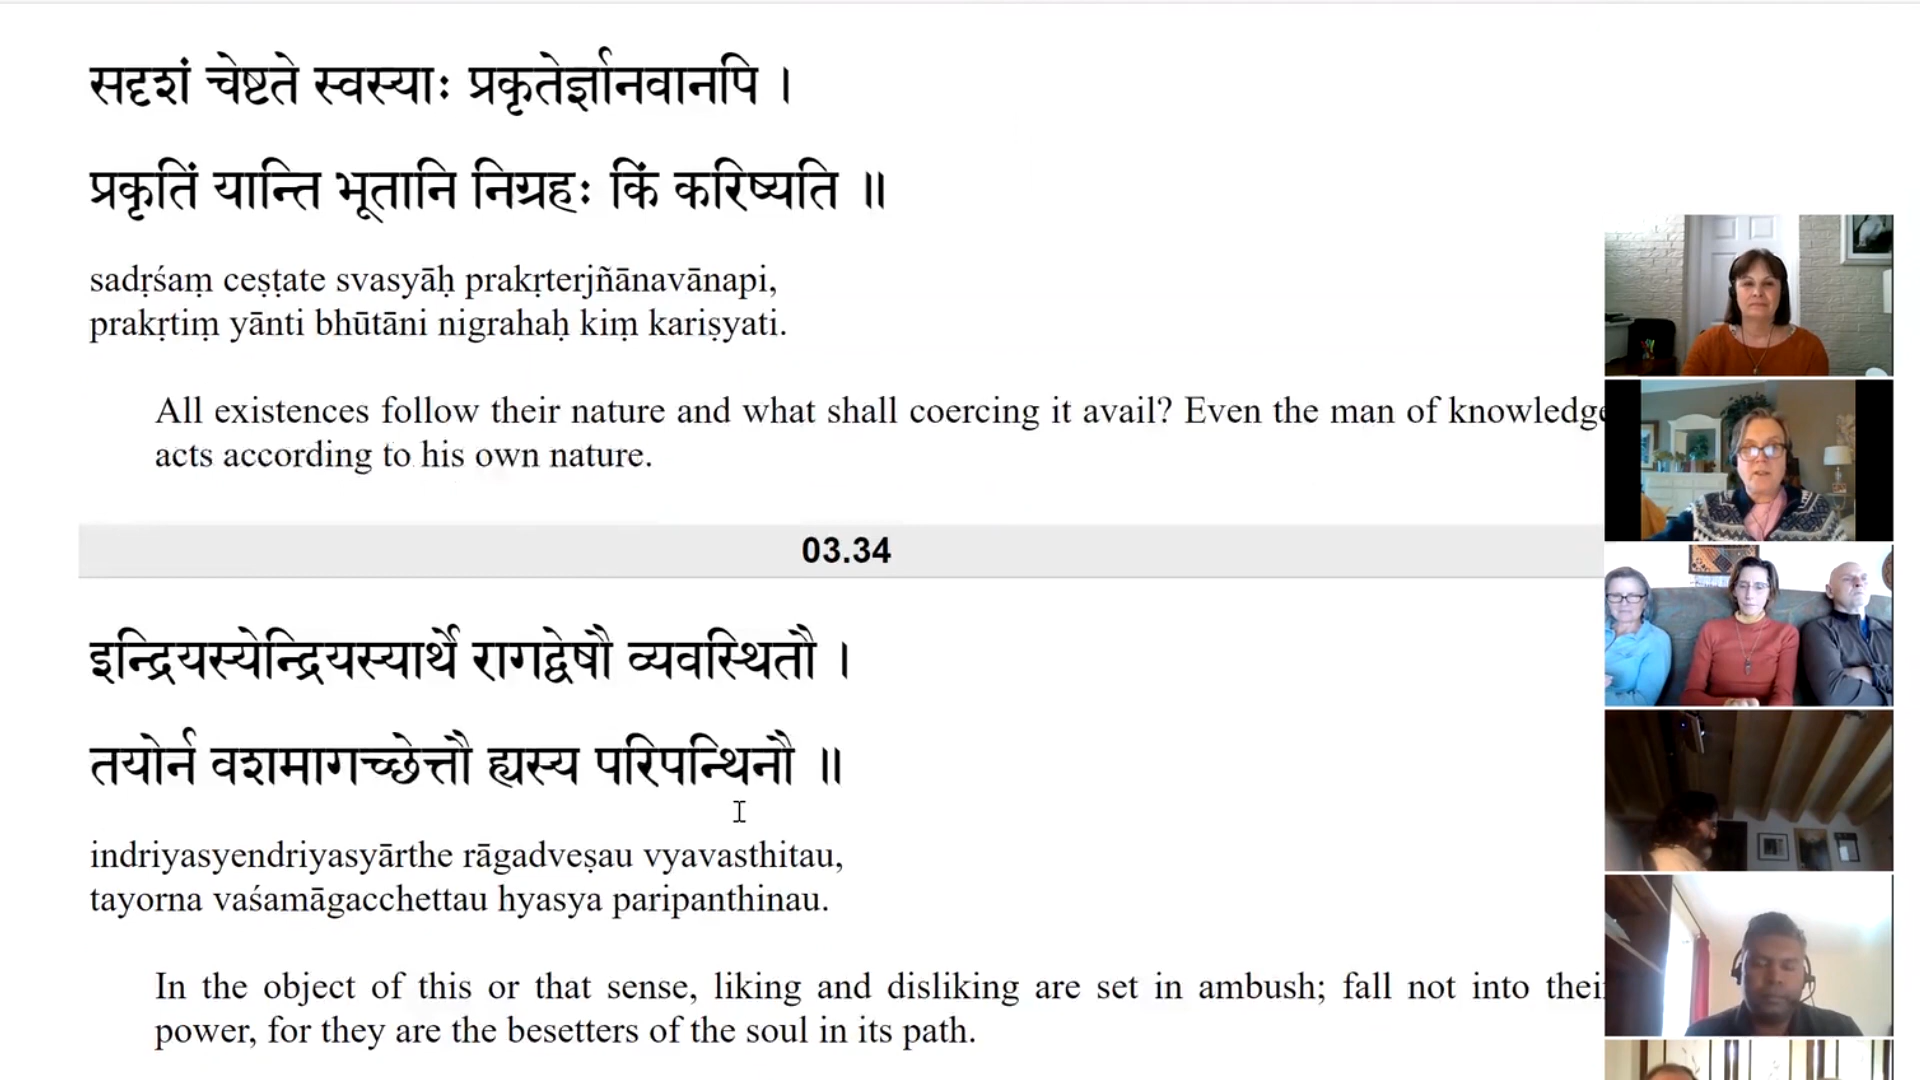 सदृशं चेष्टते स्वस्याः प्रकृतेर्ज्ञानवानपि ।
प्रकृतिं यान्ति भूतानि निग्रहः किं करिष्यति ॥
sadṛśaṃ ceṣṭate svasyāḥ prakṛterjñānavānapi,
prakṛtiṃ yānti bhūtāni nigrahaḥ kiṃ kariṣyati.
All existences follow their nature and what shall coercing it avail? Even the man of knowledge
acts according to his own nature.
03.34
इन्द्रियस्येन्द्रियस्यार्थे रागद्वेषौ व्यवस्थितौ ।
तयोर्न वशमागच्छेत्तौ ह्यस्य परिपन्थिनौ ॥
indriyasyendriyasyārthe rāgadveṣau vyavasthitau,
tayorna vaśamāgacchettau hyasya paripanthinau.
In the object of this or that sense, liking and disliking are set in ambush; fall not into their
power, for they are the besetters of the soul in its path.